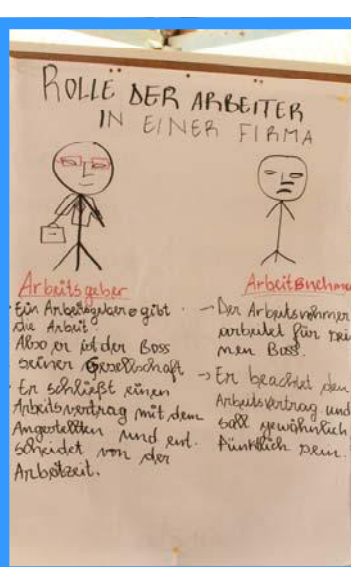 ROLLE DER ARBEITER
IN EINER FIRMA
Arbeitsgeber
Ein Arbeitsgeber gibt
die Arbeit
Also er ist der Boss
seiner Gesellschaft
Er schließt einen
Arbeitsvertrag mit dem
Angestellten und ent-
scheidet von der
Arbeitzeit.
Arbeitsnehmer
→ Der Arbeitsnehmer
arbeitet für sei
nen Boss.
→ Er beachtet den
Arbeitsvertrag und
soll gewöhnlich
Pünktlich sein.